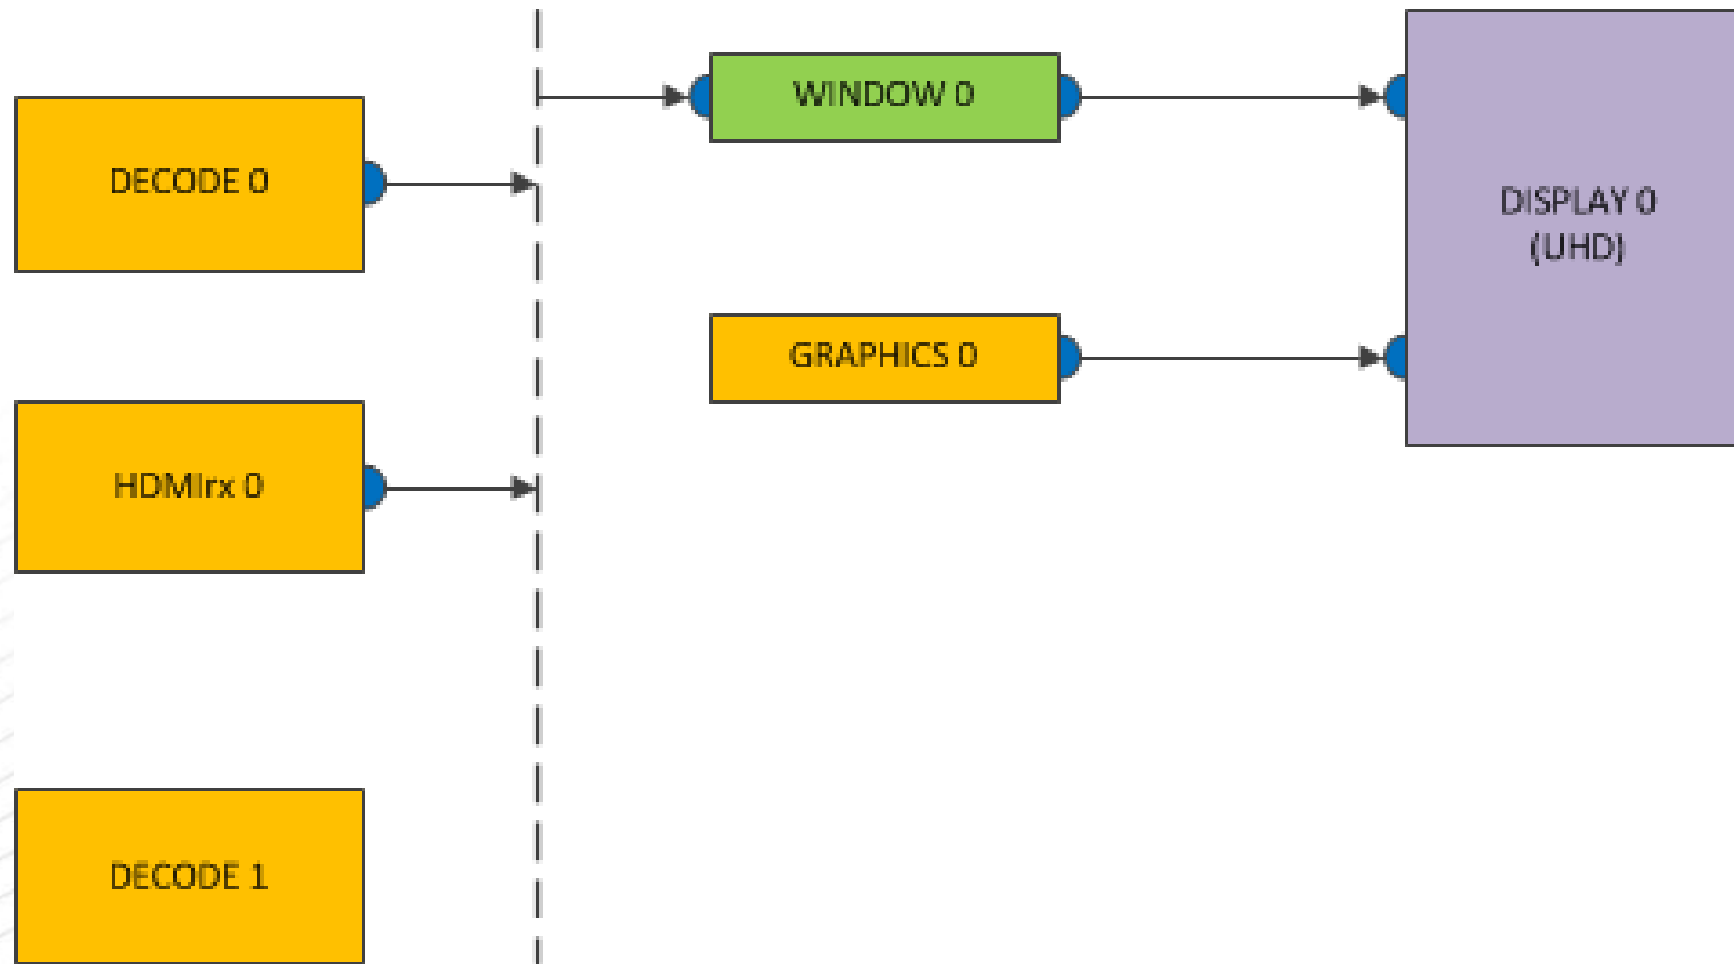 WINDOW 0
DECODE 0
DISPLAY 0
(UHD)
GRAPHICS 0
HDMIrx 0
DECODE 1